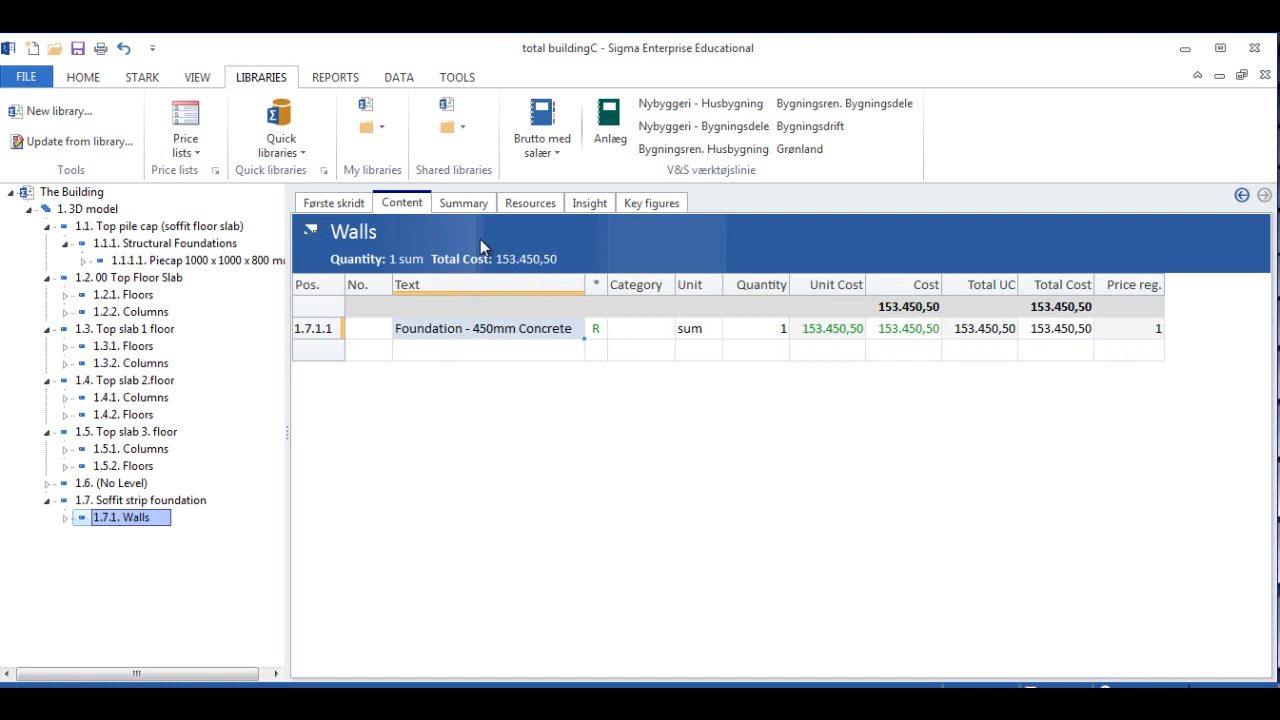 total buildingC - Sigma Enterprise Educational
FILE HOME STARK VIEW LIBRARIES REPORTS DATA TOOLS
New library...
Update from library...
Tools
Price lists
Price lists
Quick libraries
Quick libraries
My libraries
Shared libraries
Brutto med salær
Anlæg
Nybyggeri - Husbygning Bygningsren. Bygningsdele
Nybyggeri - Bygningsdele Bygningsdrift
Bygningsren. Husbygning Grønland
V&S værktøjslinie
The Building
1. 3D model
1.1. Top pile cap (soffit floor slab)
1.1.1. Structural Foundations
1.1.1.1. Piecap 1000 x 1000 x 800 m
1.2. 00 Top Floor Slab
1.2.1. Floors
1.2.2. Columns
1.3. Top slab 1 floor
1.3.1. Floors
1.3.2. Columns
1.4. Top slab 2.floor
1.4.1. Columns
1.4.2. Floors
1.5. Top slab 3. floor
1.5.1. Columns
1.5.2. Floors
1.6. (No Level)
1.7. Soffit strip foundation
1.7.1. Walls
Første skridt Content Summary Resources Insight Key figures
Walls
Quantity: 1 sum Total Cost: 153.450,50
Pos. No. Text * Category Unit Quantity Unit Cost Cost Total UC Total Cost Price reg.
153.450,50 153.450,50
1.7.1.1 Foundation - 450mm Concrete R sum 1 153.450,50 153.450,50 153.450,50 153.450,50 1